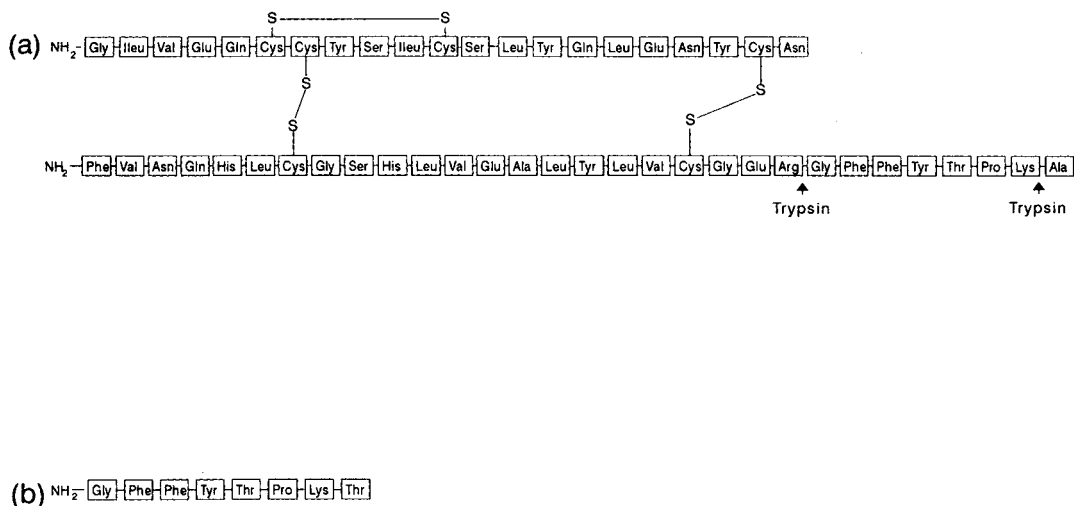 S S
(a) NH2 Gly Ileu Val Glu Gln Cys Cys Tyr Ser Ileu Cys Ser Leu Tyr Gln Leu Glu Asn Tyr Cys Asn
S S
S S
NH2 Phe Val Asn Gln His Leu Cys Gly Ser His Leu Val Glu Ala Leu Tyr Leu Val Cys Gly Glu Arg Gly Phe Phe Tyr Thr Pro Lys Ala
Trypsin Trypsin
(b) NH2 Gly Phe Phe Tyr Thr Pro Lys Thr